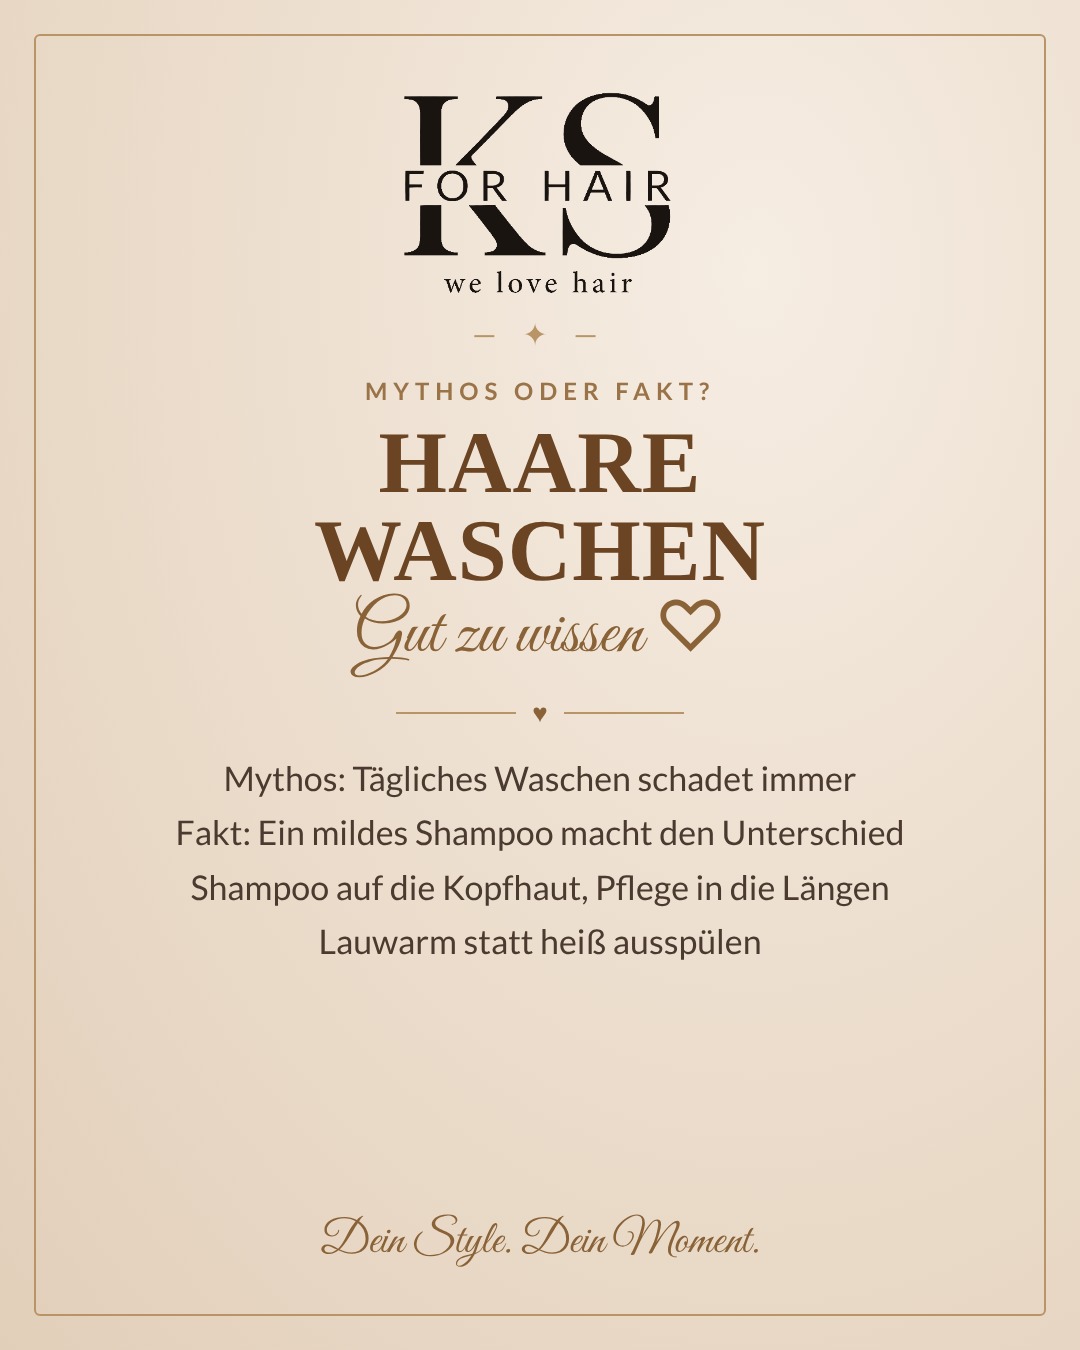 KS
FOR HAIR
we love hair
MYTHOS ODER FAKT?
HAARE
WASCHEN
Gut zu wissen
Mythos: Tägliches Waschen schadet immer
Fakt: Ein mildes Shampoo macht den Unterschied
Shampoo auf die Kopfhaut, Pflege in die Längen
Lauwarm statt heiß ausspülen
Dein Style. Dein Moment.